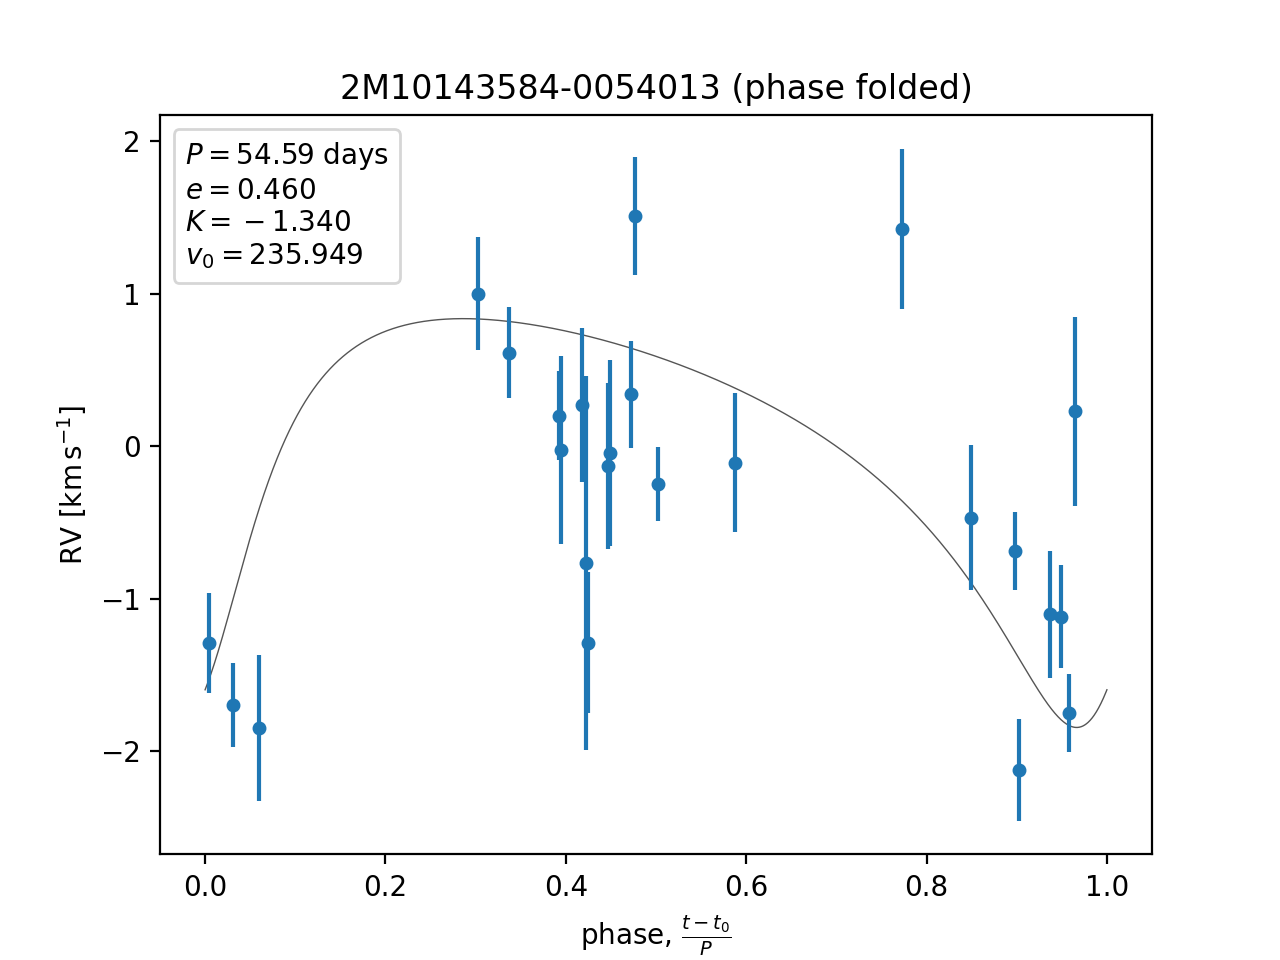 2M10143584-0054013 (phase folded)
P = 54.59 days
e = 0.460
K = −1.340
v₀ = 235.949
RV [km s⁻¹]
2
1
0
−1
−2
0.0 0.2 0.4 0.6 0.8 1.0
phase, (t − t₀)/P